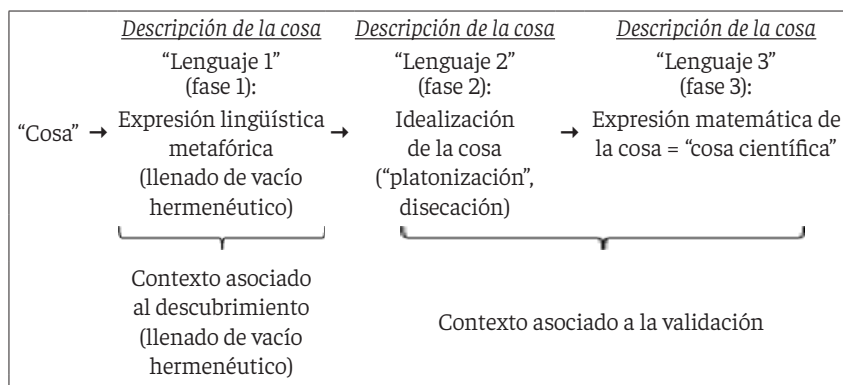 Descripción de la cosa Descripción de la cosa Descripción de la cosa
“Lenguaje 1” “Lenguaje 2” “Lenguaje 3”
(fase 1): (fase 2): (fase 3):
“Cosa” → Expresión lingüística → Idealización → Expresión matemática de
metafórica de la cosa la cosa = “cosa científica”
(llenado de vacío (“platonización”,
hermenéutico) disecación)
Contexto asociado
al descubrimiento Contexto asociado a la validación
(llenado de vacío
hermenéutico)